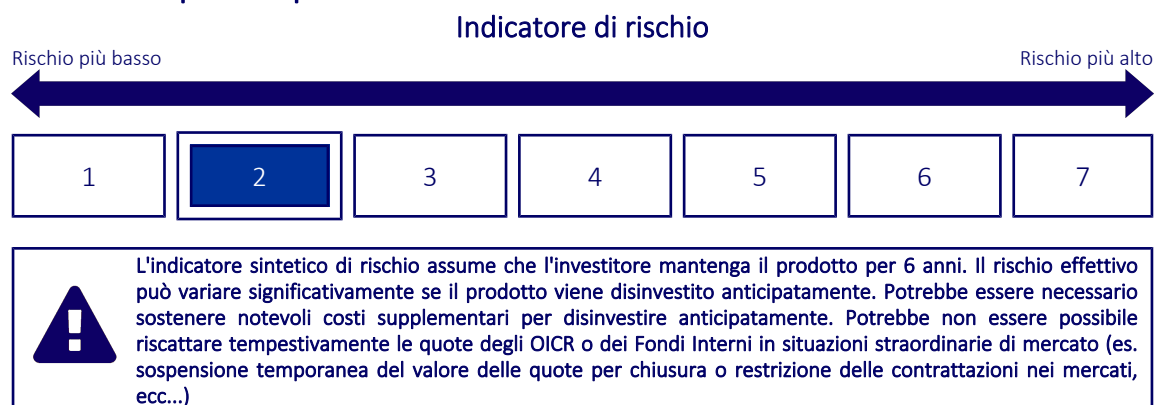 Indicatore di rischio
Rischio più basso
Rischio più alto
1
2
3
4
5
6
7
L'indicatore sintetico di rischio assume che l'investitore mantenga il prodotto per 6 anni. Il rischio effettivo
può variare significativamente se il prodotto viene disinvestito anticipatamente. Potrebbe essere necessario
sostenere notevoli costi supplementari per disinvestire anticipatamente. Potrebbe non essere possibile
riscattare tempestivamente le quote degli OICR o dei Fondi Interni in situazioni straordinarie di mercato (es.
sospensione temporanea del valore delle quote per chiusura o restrizione delle contrattazioni nei mercati,
ecc...)